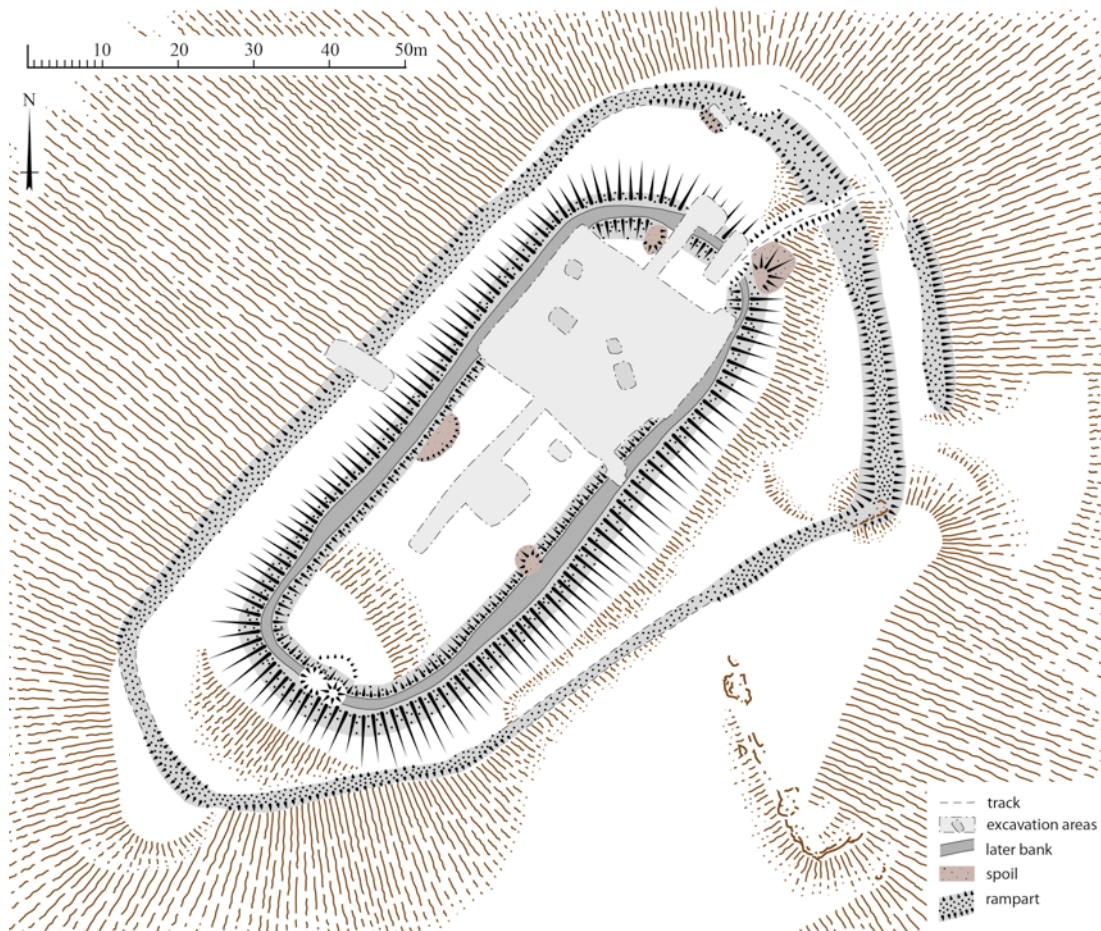 10 20 30 40 50m
N
track
excavation areas
later bank
spoil
rampart